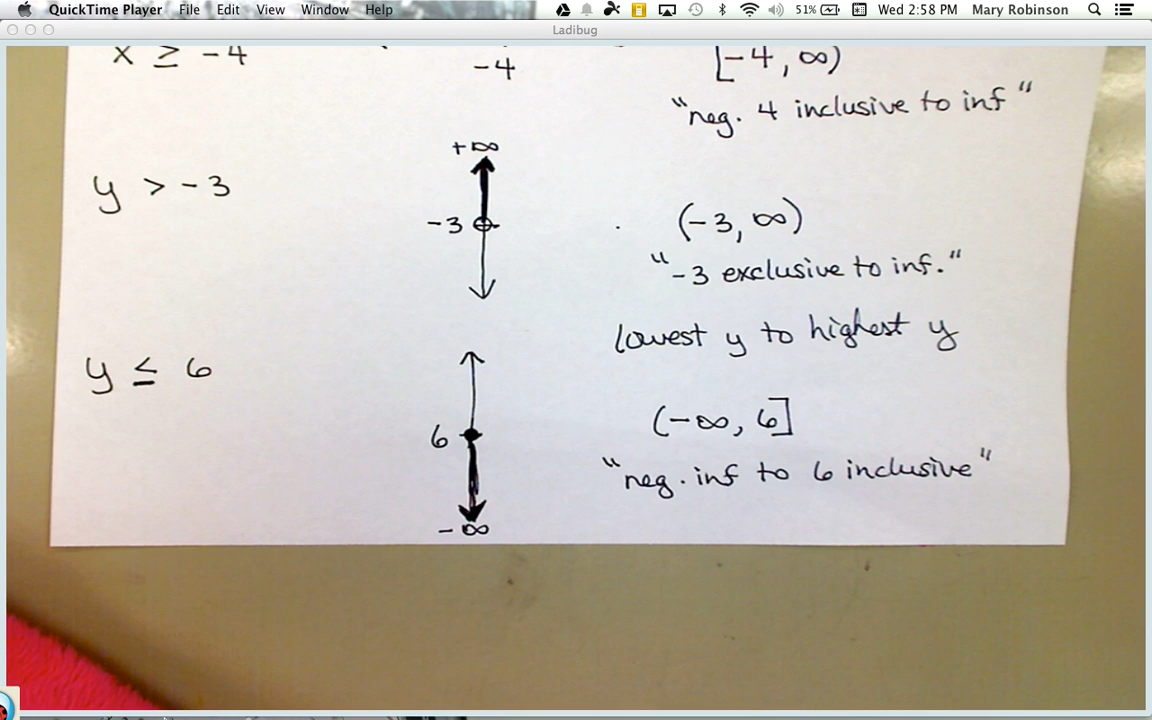 QuickTime Player File Edit View Window Help 51% Wed 2:58 PM Mary Robinson
Ladibug
x ≥ -4
-4
[-4, ∞)
"neg. 4 inclusive to inf"
+∞
y > -3
-3
(-3, ∞)
"-3 exclusive to inf."
lowest y to highest y
y ≤ 6
6
(-∞, 6]
"neg. inf to 6 inclusive"
-∞